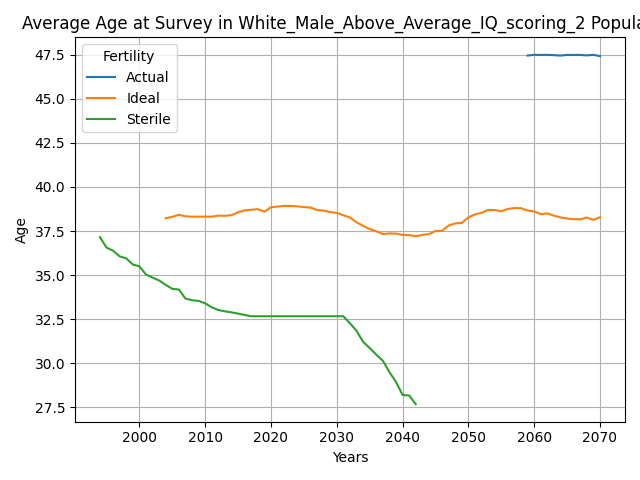 Average Age at Survey in White_Male_Above_Average_IQ_scoring_2 Popula
Fertility
Actual
Ideal
Sterile
Age
47.5
45.0
42.5
40.0
37.5
35.0
32.5
30.0
27.5
2000 2010 2020 2030 2040 2050 2060 2070
Years